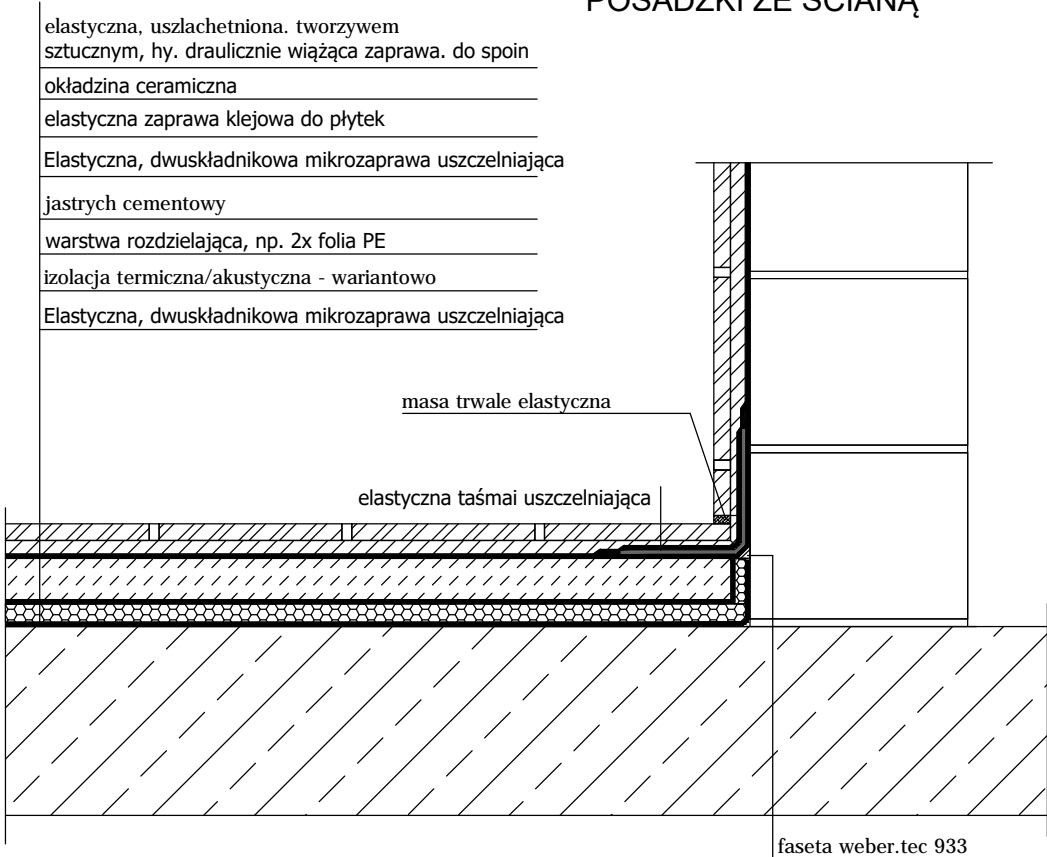 POSADZKI ZE ŚCIANĄ
elastyczna, uszlachetniona. tworzywem
sztucznym, hy. draulicznie wiążąca zaprawa. do spoin
okładzina ceramiczna
elastyczna zaprawa klejowa do płytek
Elastyczna, dwuskładnikowa mikrozaprawa uszczelniająca
jastrych cementowy
warstwa rozdzielająca, np. 2x folia PE
izolacja termiczna/akustyczna - wariantowo
Elastyczna, dwuskładnikowa mikrozaprawa uszczelniająca
masa trwale elastyczna
elastyczna taśmai uszczelniająca
faseta weber.tec 933